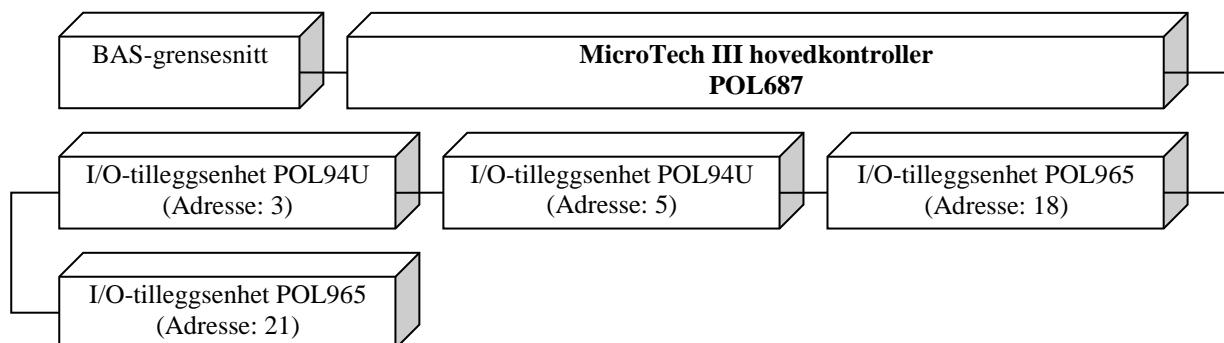 BAS-grensesnitt
MicroTech III hovedkontroller
POL687
I/O-tilleggsenhet POL94U
(Adresse: 3)
I/O-tilleggsenhet POL94U
(Adresse: 5)
I/O-tilleggsenhet POL965
(Adresse: 18)
I/O-tilleggsenhet POL965
(Adresse: 21)